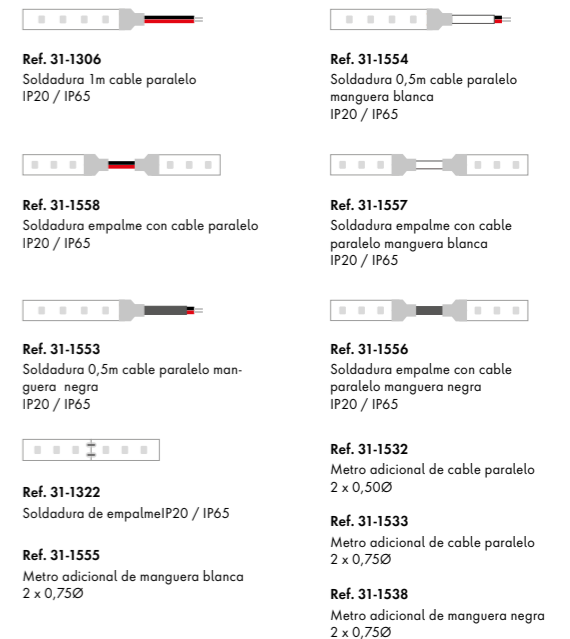 Ref. 31-1306
Soldadura 1m cable paralelo
IP20 / IP65
Ref. 31-1554
Soldadura 0,5m cable paralelo
manguera blanca
IP20 / IP65
Ref. 31-1558
Soldadura empalme con cable paralelo
IP20 / IP65
Ref. 31-1557
Soldadura empalme con cable
paralelo manguera blanca
IP20 / IP65
Ref. 31-1553
Soldadura 0,5m cable paralelo man-
guera negra
IP20 / IP65
Ref. 31-1556
Soldadura empalme con cable
paralelo manguera negra
IP20 / IP65
Ref. 31-1322
Soldadura de empalmeIP20 / IP65
Ref. 31-1555
Metro adicional de manguera blanca
2 x 0,75Ø
Ref. 31-1532
Metro adicional de cable paralelo
2 x 0,50Ø
Ref. 31-1533
Metro adicional de cable paralelo
2 x 0,75Ø
Ref. 31-1538
Metro adicional de manguera negra
2 x 0,75Ø